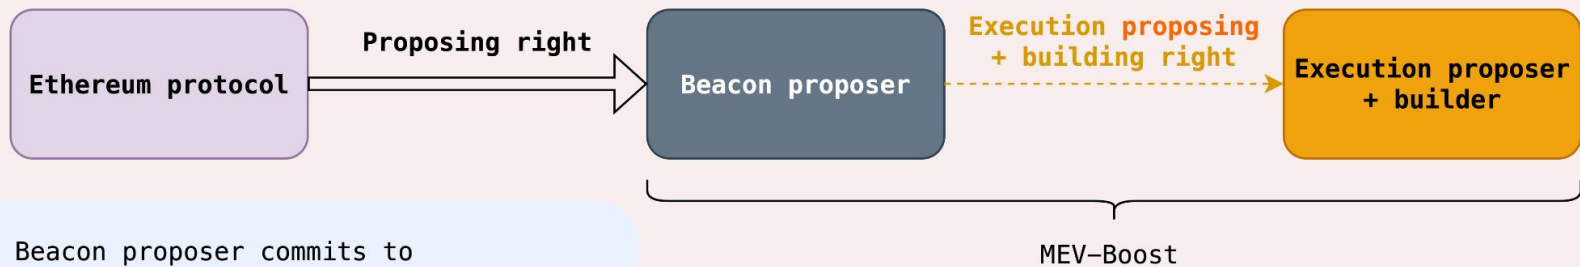 Ethereum protocol
Proposing right
Beacon proposer
Execution proposing
+ building right
Execution proposer
+ builder
MEV–Boost
Beacon proposer commits to